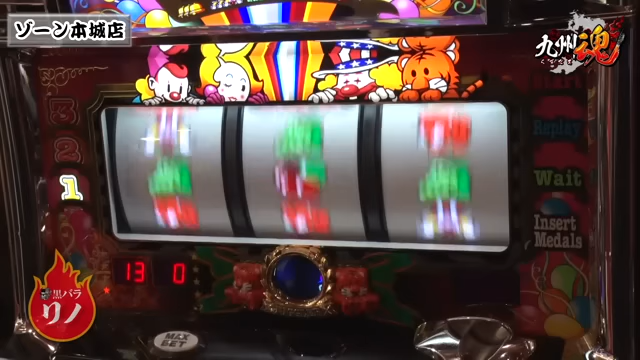 ゾーン本城店
九州魂
3
2
1
Replay
Wait
Insert
Medals
13 0
黒バラ
リノ
MAX
BET